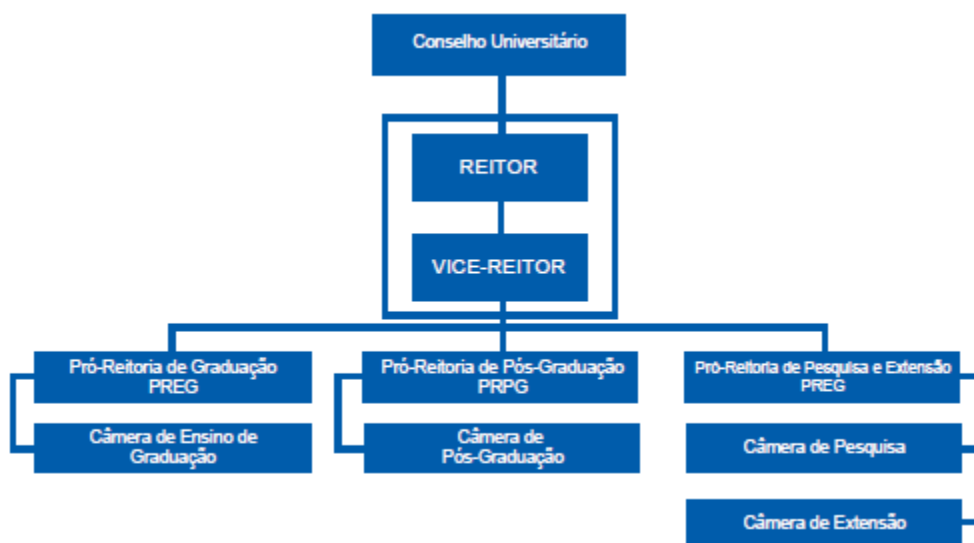 Conselho Universitário
REITOR
VICE-REITOR
Pró-Reitoria de Graduação
PREG
Pró-Reitoria de Pós-Graduação
PRPG
Pró-Reitoria de Pesquisa e Extensão
PREG
Câmera de Ensino de
Graduação
Câmera de
Pós-Graduação
Câmera de Pesquisa
Câmera de Extensão